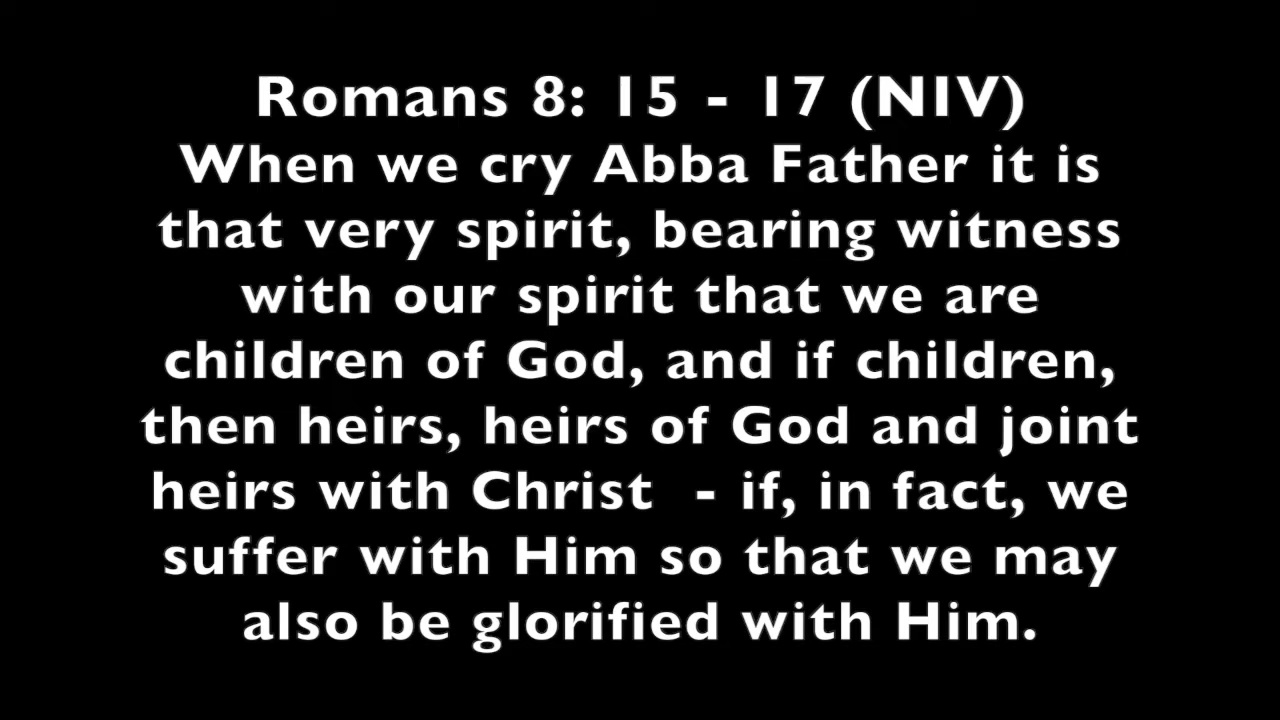 Romans 8: 15 - 17 (NIV)
When we cry Abba Father it is
that very spirit, bearing witness
with our spirit that we are
children of God, and if children,
then heirs, heirs of God and joint
heirs with Christ  - if, in fact, we
suffer with Him so that we may
also be glorified with Him.